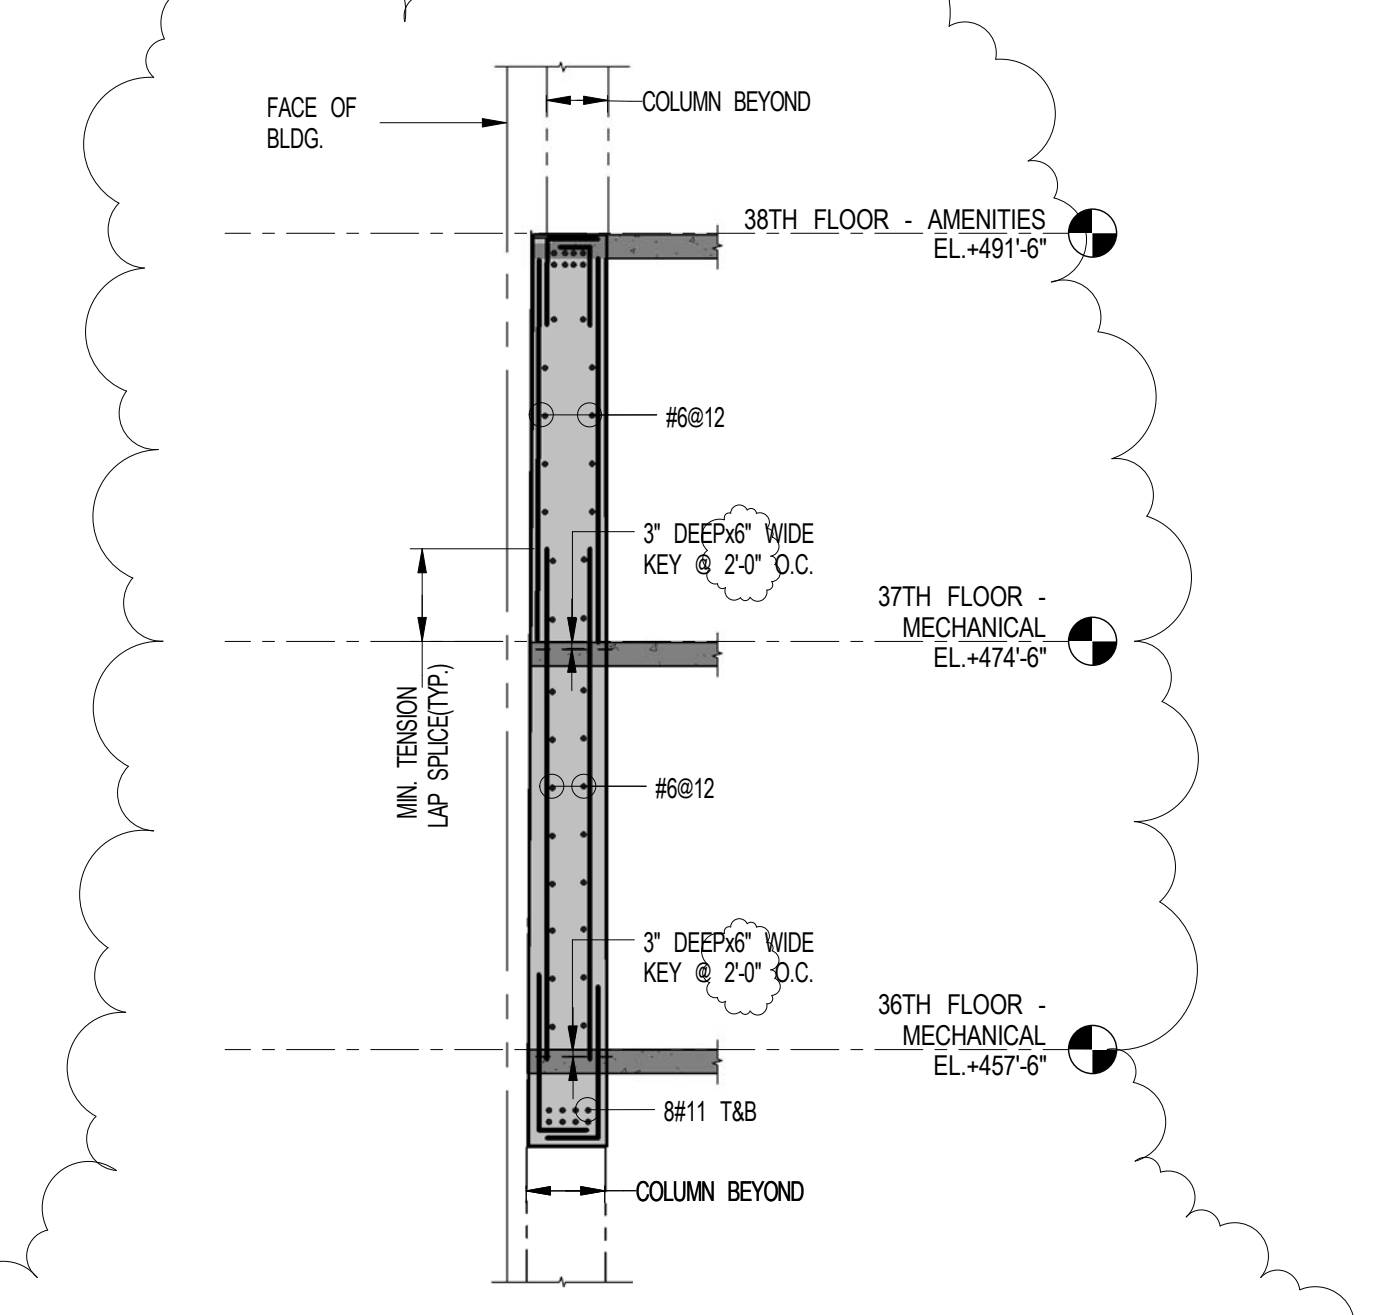 FACE OF
BLDG.
COLUMN BEYOND
38TH FLOOR - AMENITIES
EL.+491'-6"
#6@12
3" DEEPx6" WIDE
KEY @ 2'-0" O.C.
37TH FLOOR -
MECHANICAL
EL.+474'-6"
MIN. TENSION
LAP SPLICE(TYP.)
#6@12
3" DEEPx6" WIDE
KEY @ 2'-0" O.C.
36TH FLOOR -
MECHANICAL
EL.+457'-6"
8#11 T&B
COLUMN BEYOND